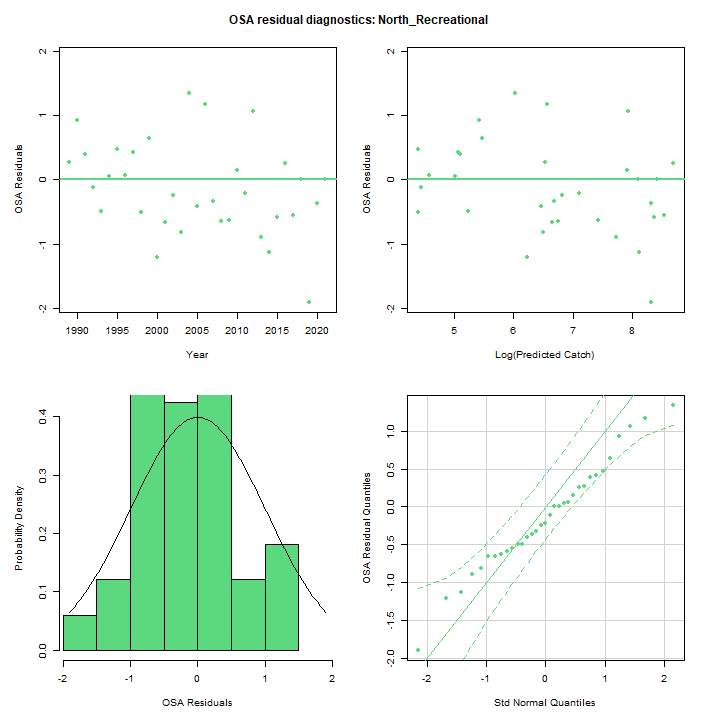 OSA residual diagnostics: North_Recreational
2
1
0
-1
-2
OSA Residuals
1990 1995 2000 2005 2010 2015 2020
Year
2
1
0
-1
-2
OSA Residuals
5 6 7 8
Log(Predicted Catch)
0.4
0.3
0.2
0.1
0.0
Probability Density
-2 -1 0 1 2
OSA Residuals
1.0
0.5
0.0
-0.5
-1.0
-1.5
-2.0
OSA Residual Quantiles
-2 -1 0 1 2
Std Normal Quantiles